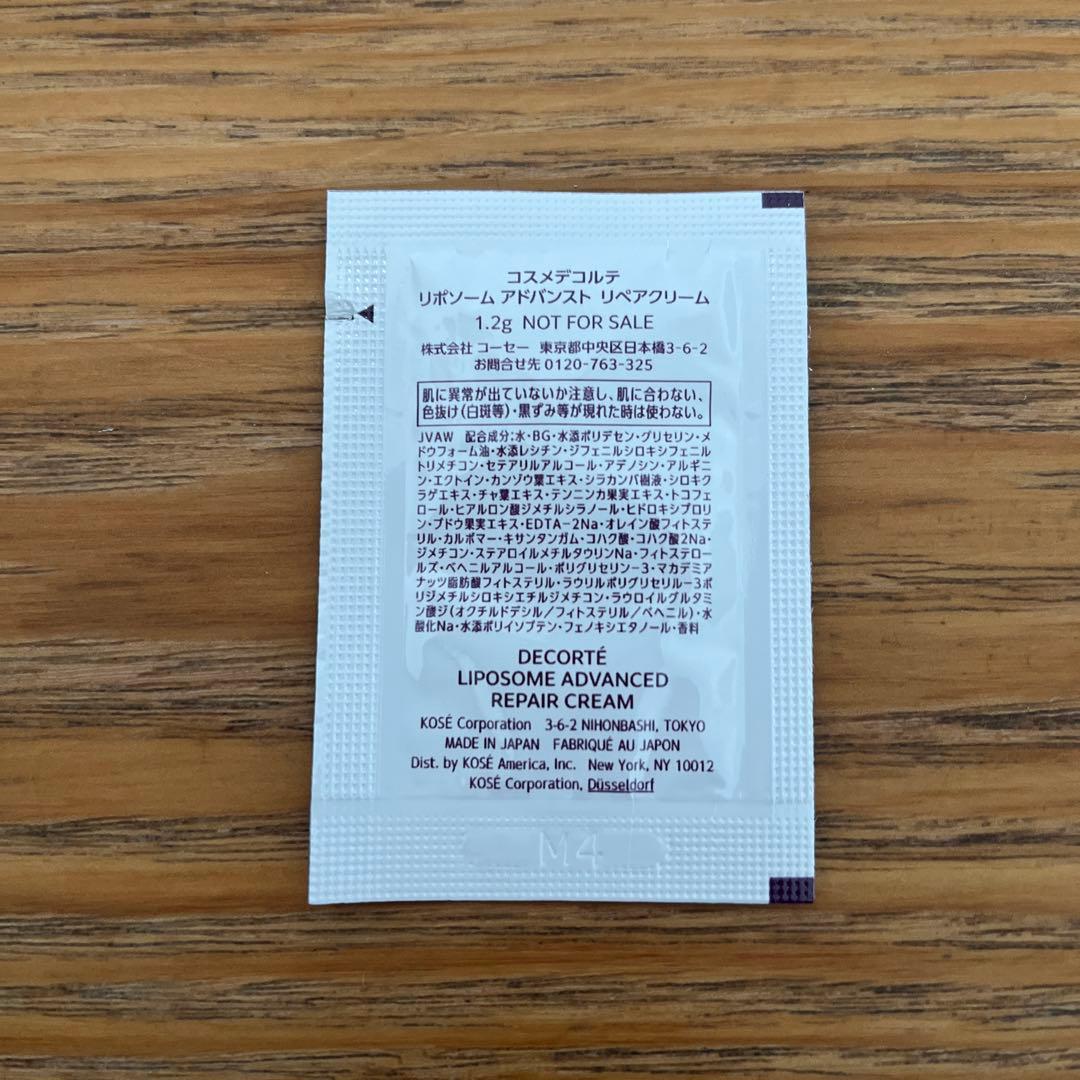 コスメデコルテ
リポソーム アドバンスト リペアクリーム
1.2g NOT FOR SALE
株式会社 コーセー 東京都中央区日本橋3-6-2
お問合せ先 0120-763-325
肌に異常が出ていないか注意し、肌に合わない、
色抜け(白斑等)・黒ずみ等が現れた時は使わない。
JVAW 配合成分:水・BG・水添ポリデセン・グリセリン・メ
ドウフォーム油・水添レシチン・ジフェニルシロキシフェニル
トリメチコン・セテアリルアルコール・アデノシン・アルギニ
ン・エクトイン・カンゾウ葉エキス・シラカンバ樹液・シロキク
ラゲエキス・チャ葉エキス・テンニンカ果実エキス・トコフェ
ロール・ヒアルロン酸ジメチルシラノール・ヒドロキシプロリ
ン・ブドウ果実エキス・EDTA-2Na・オレイン酸フィトステ
リル・カルボマー・キサンタンガム・コハク酸・コハク酸2Na・
ジメチコン・ステアロイルメチルタウリンNa・フィトステロー
ルズ・ベヘニルアルコール・ポリグリセリン-3・マカデミア
ナッツ脂肪酸フィトステリル・ラウリルポリグリセリル-3ポ
リジメチルシロキシエチルジメチコン・ラウロイルグルタミ
ン酸ジ(オクチルドデシル/フィトステリル/ベヘニル)・水
酸化Na・水添ポリイソブテン・フェノキシエタノール・香料
DECORTÉ
LIPOSOME ADVANCED
REPAIR CREAM
KOSÉ Corporation 3-6-2 NIHONBASHI, TOKYO
MADE IN JAPAN FABRIQUÉ AU JAPON
Dist. by KOSÉ America, Inc. New York, NY 10012
KOSÉ Corporation, Düsseldorf
M4